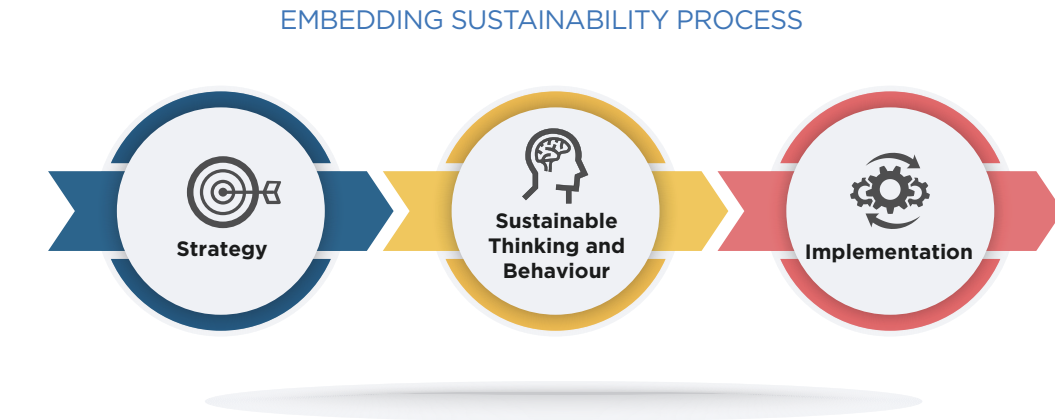 EMBEDDING SUSTAINABILITY PROCESS
Strategy
Sustainable
Thinking and
Behaviour
Implementation